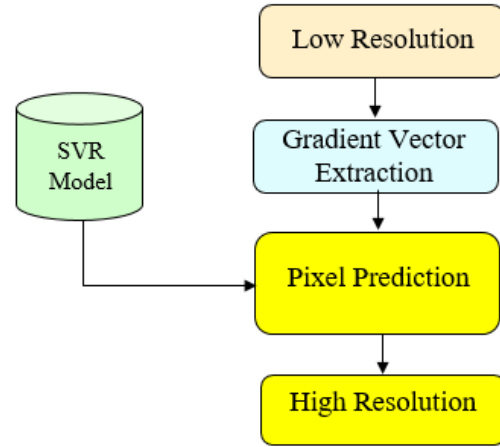 Low Resolution
SVR
Model
Gradient Vector
Extraction
Pixel Prediction
High Resolution